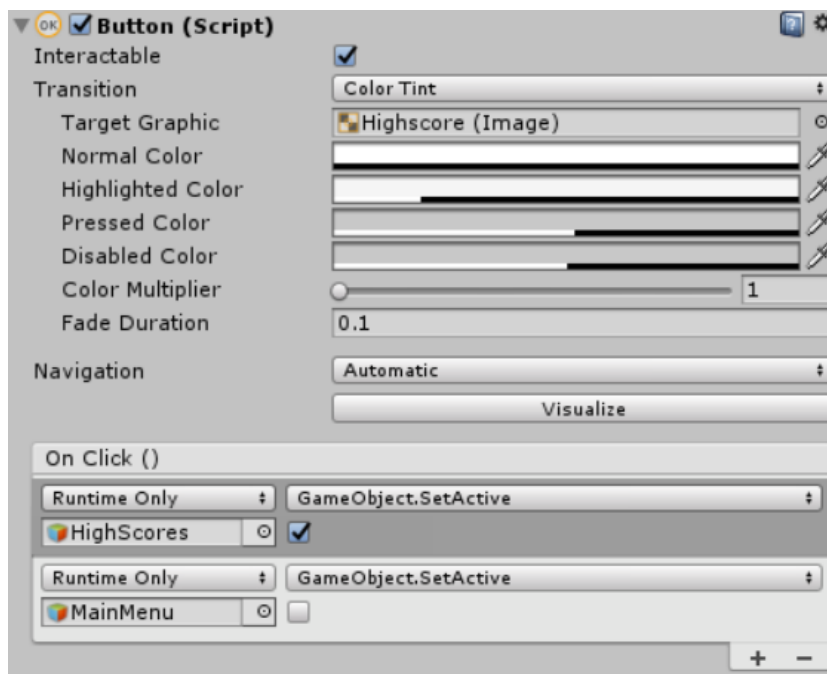 OK Button (Script)
Interactable
Transition Color Tint
Target Graphic Highscore (Image)
Normal Color
Highlighted Color
Pressed Color
Disabled Color
Color Multiplier 1
Fade Duration 0.1
Navigation Automatic
Visualize
On Click ()
Runtime Only GameObject.SetActive
HighScores
Runtime Only GameObject.SetActive
MainMenu
+ −